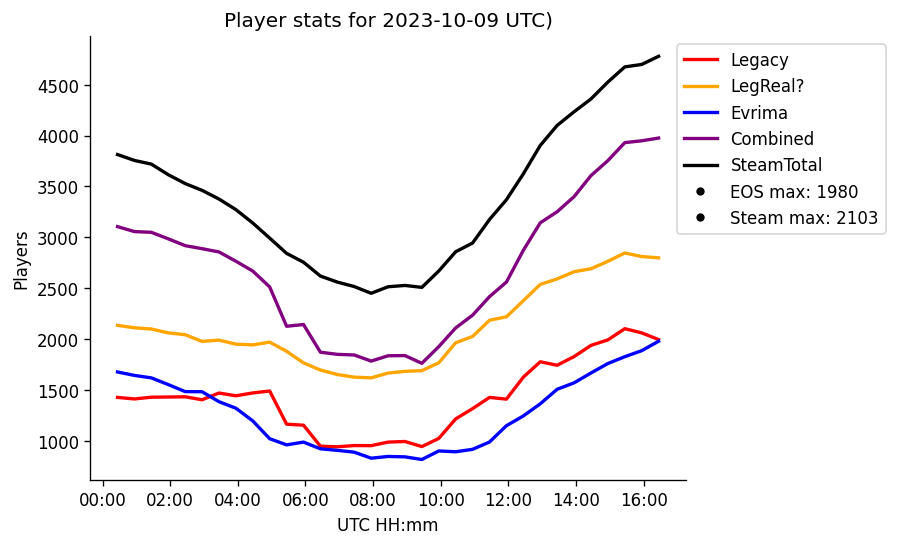 Player stats for 2023-10-09 UTC)
Legacy
LegReal?
Evrima
Combined
SteamTotal
EOS max: 1980
Steam max: 2103
Players
4500
4000
3500
3000
2500
2000
1500
1000
00:00 02:00 04:00 06:00 08:00 10:00 12:00 14:00 16:00
UTC HH:mm